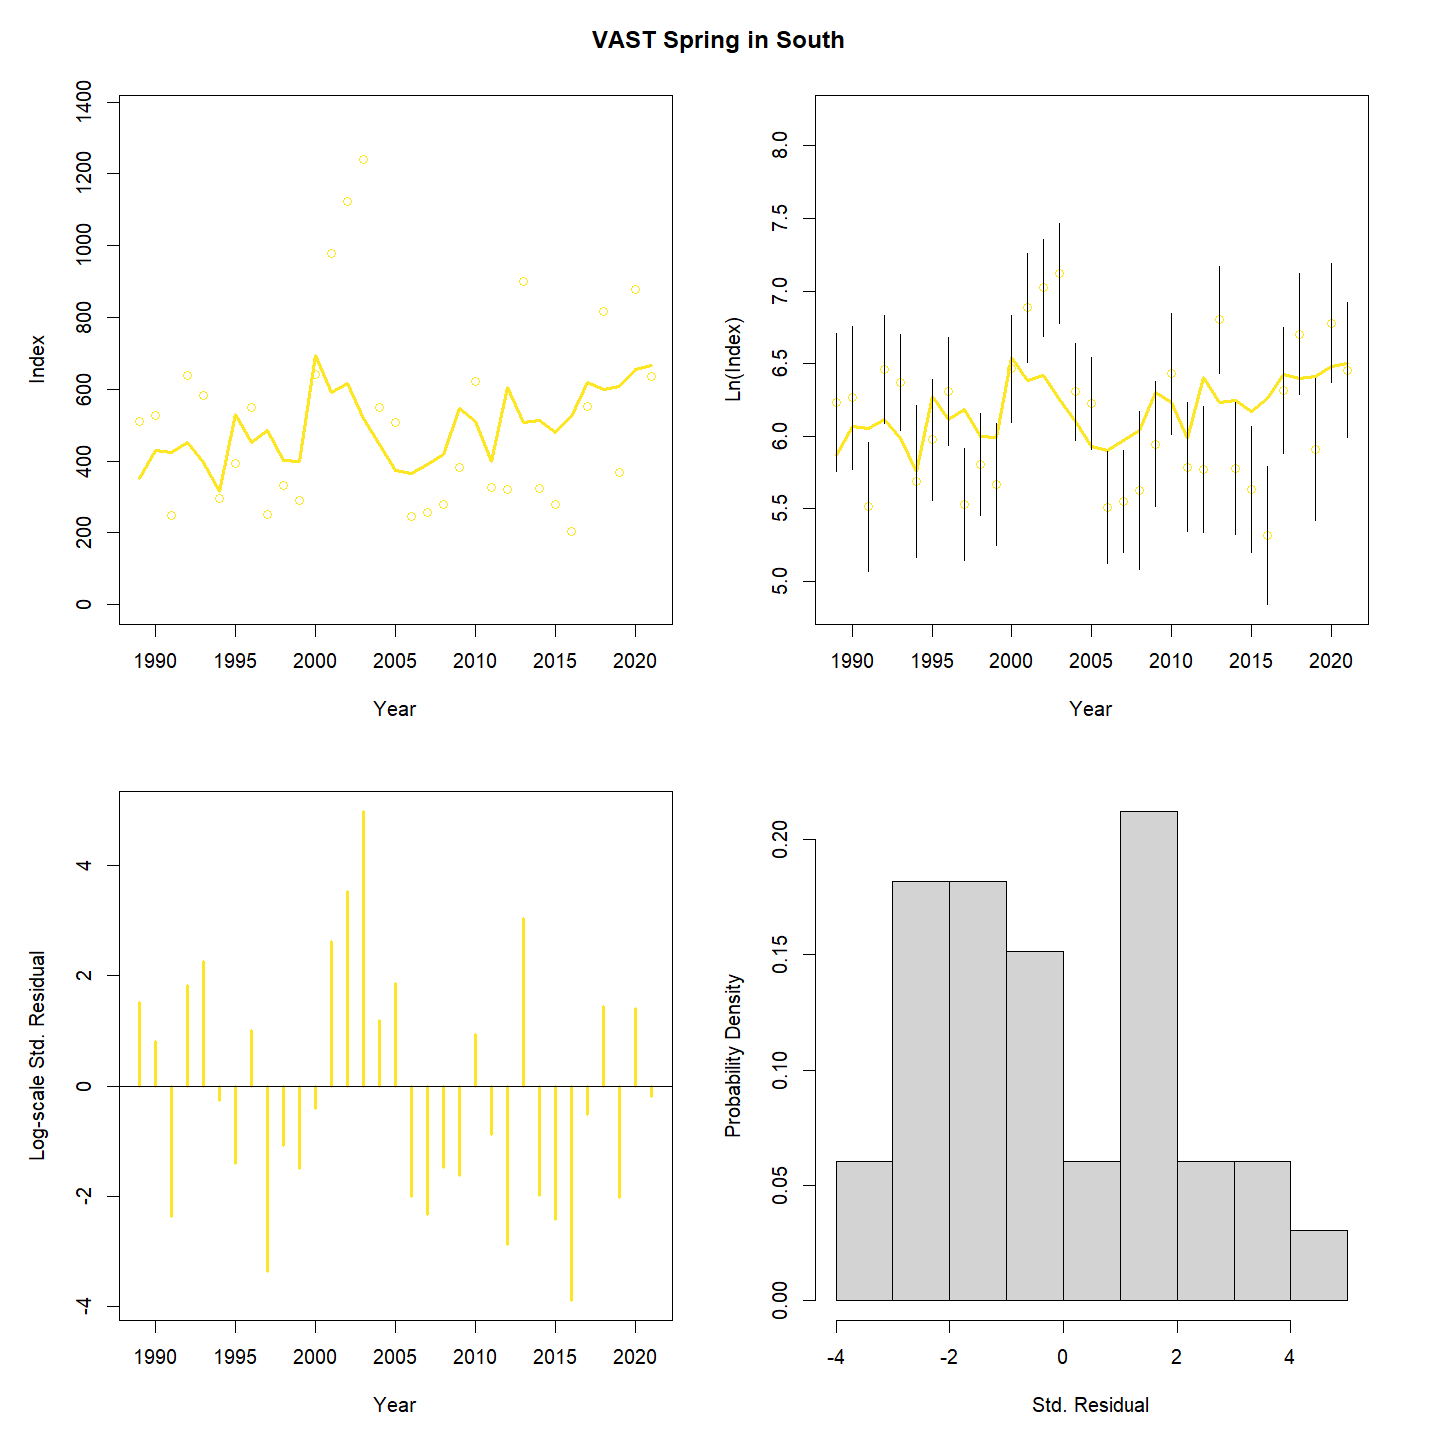 VAST Spring in South
Index
0 200 400 600 800 1000 1200 1400
1990 1995 2000 2005 2010 2015 2020
Year
Ln(Index)
5.0 5.5 6.0 6.5 7.0 7.5 8.0
1990 1995 2000 2005 2010 2015 2020
Year
Log-scale Std. Residual
-4 -2 0 2 4
1990 1995 2000 2005 2010 2015 2020
Year
Probability Density
0.00 0.05 0.10 0.15 0.20
-4 -2 0 2 4
Std. Residual